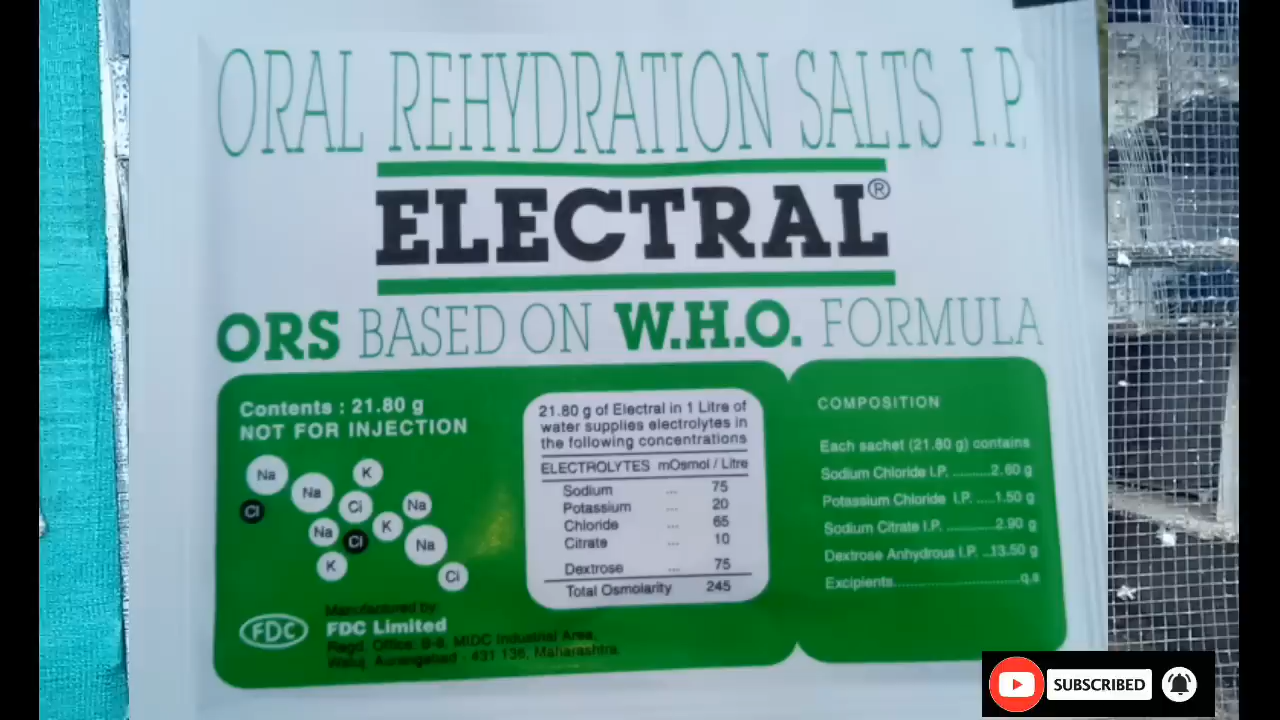 ORAL REHYDRATION SALTS I.P.
ELECTRAL®
ORS BASED ON W.H.O. FORMULA
Contents : 21.80 g
NOT FOR INJECTION
Na
K
Na
Cl
Ci
Na
Na
K
Cl
Na
K
Ci
FDC
Manufactured by:
FDC Limited
Regd. Office: B-8, MIDC Industrial Area,
Waluj, Aurangabad - 431 136, Maharashtra.
21.80 g of Electral in 1 Litre of
water supplies electrolytes in
the following concentrations
ELECTROLYTES mOsmol / Litre
Sodium ... 75
Potassium ... 20
Chloride ... 65
Citrate ... 10
Dextrose ... 75
Total Osmolarity 245
COMPOSITION
Each sachet (21.80 g) contains
Sodium Chloride I.P. .........2.60 g
Potassium Chloride I.P. ....1.50 g
Sodium Citrate I.P. ...........2.90 g
Dextrose Anhydrous I.P. ..13.50 g
Excipients................................q.s
SUBSCRIBED